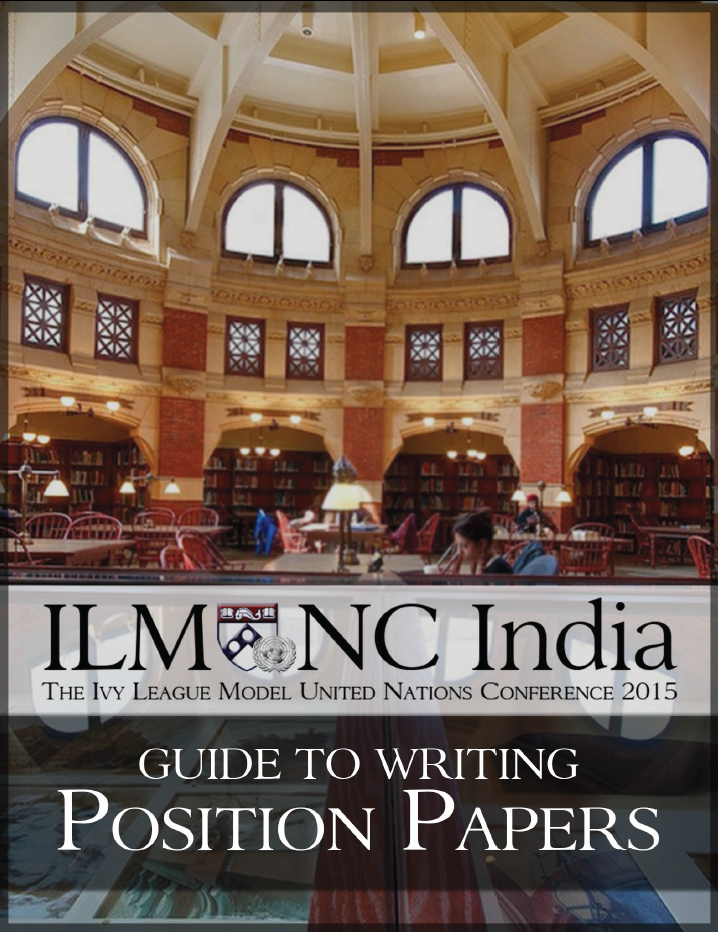 ILMUNC India
THE IVY LEAGUE MODEL UNITED NATIONS CONFERENCE 2015
GUIDE TO WRITING
POSITION PAPERS